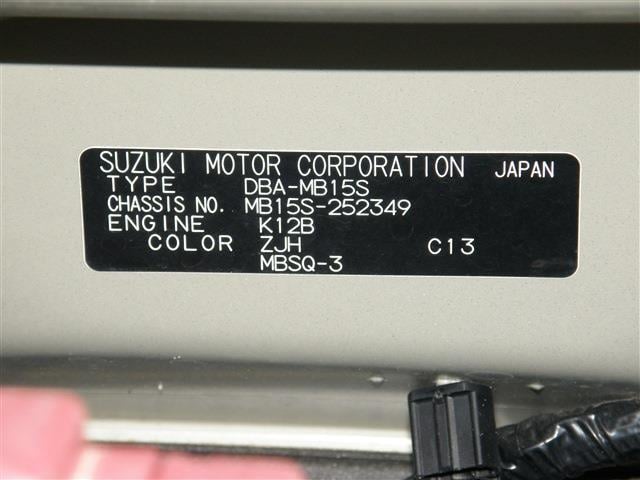 SUZUKI MOTOR CORPORATION JAPAN
TYPE DBA-MB15S
CHASSIS NO. MB15S-252349
ENGINE K12B
COLOR ZJH C13
MBSQ-3